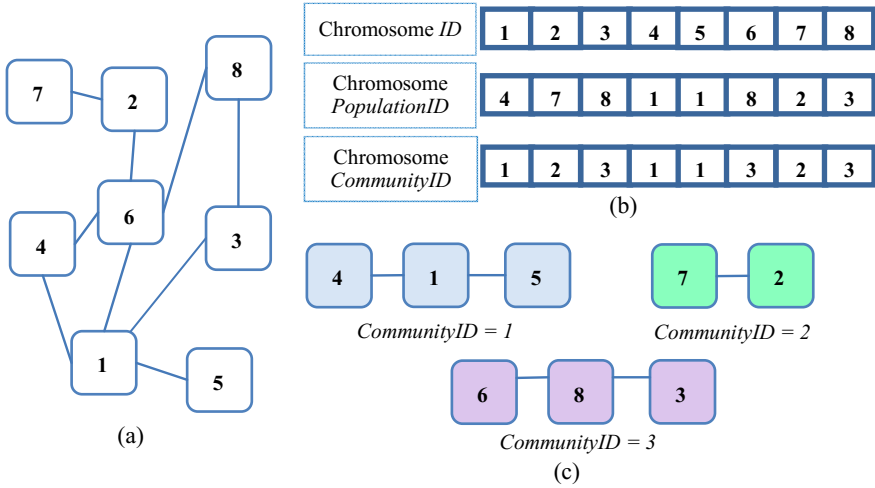 7
2
8
4
6
3
1
5
(a)
Chromosome ID
1 2 3 4 5 6 7 8
Chromosome
PopulationID
4 7 8 1 1 8 2 3
Chromosome
CommunityID
1 2 3 1 1 3 2 3
(b)
4 1 5
CommunityID = 1
7 2
CommunityID = 2
6 8 3
CommunityID = 3
(c)